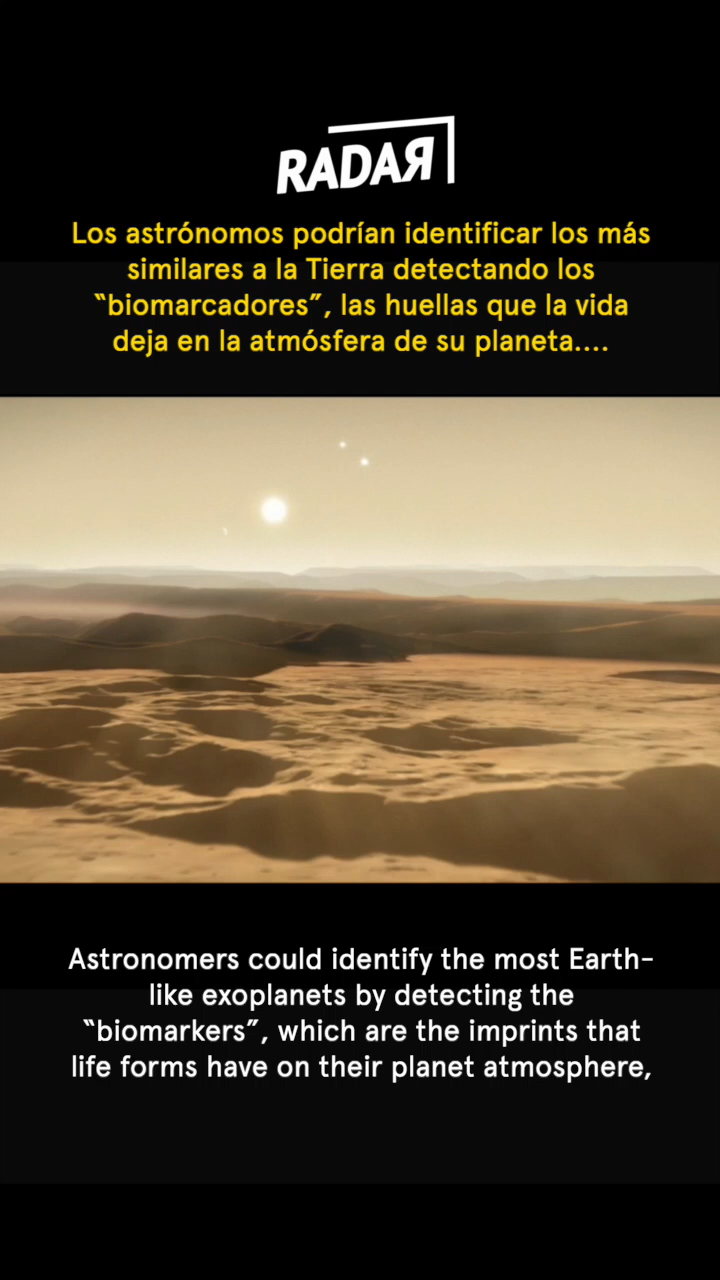 RADAR
Los astrónomos podrían identificar los más
similares a la Tierra detectando los
“biomarcadores”, las huellas que la vida
deja en la atmósfera de su planeta....
Astronomers could identify the most Earth-
like exoplanets by detecting the
“biomarkers”, which are the imprints that
life forms have on their planet atmosphere,